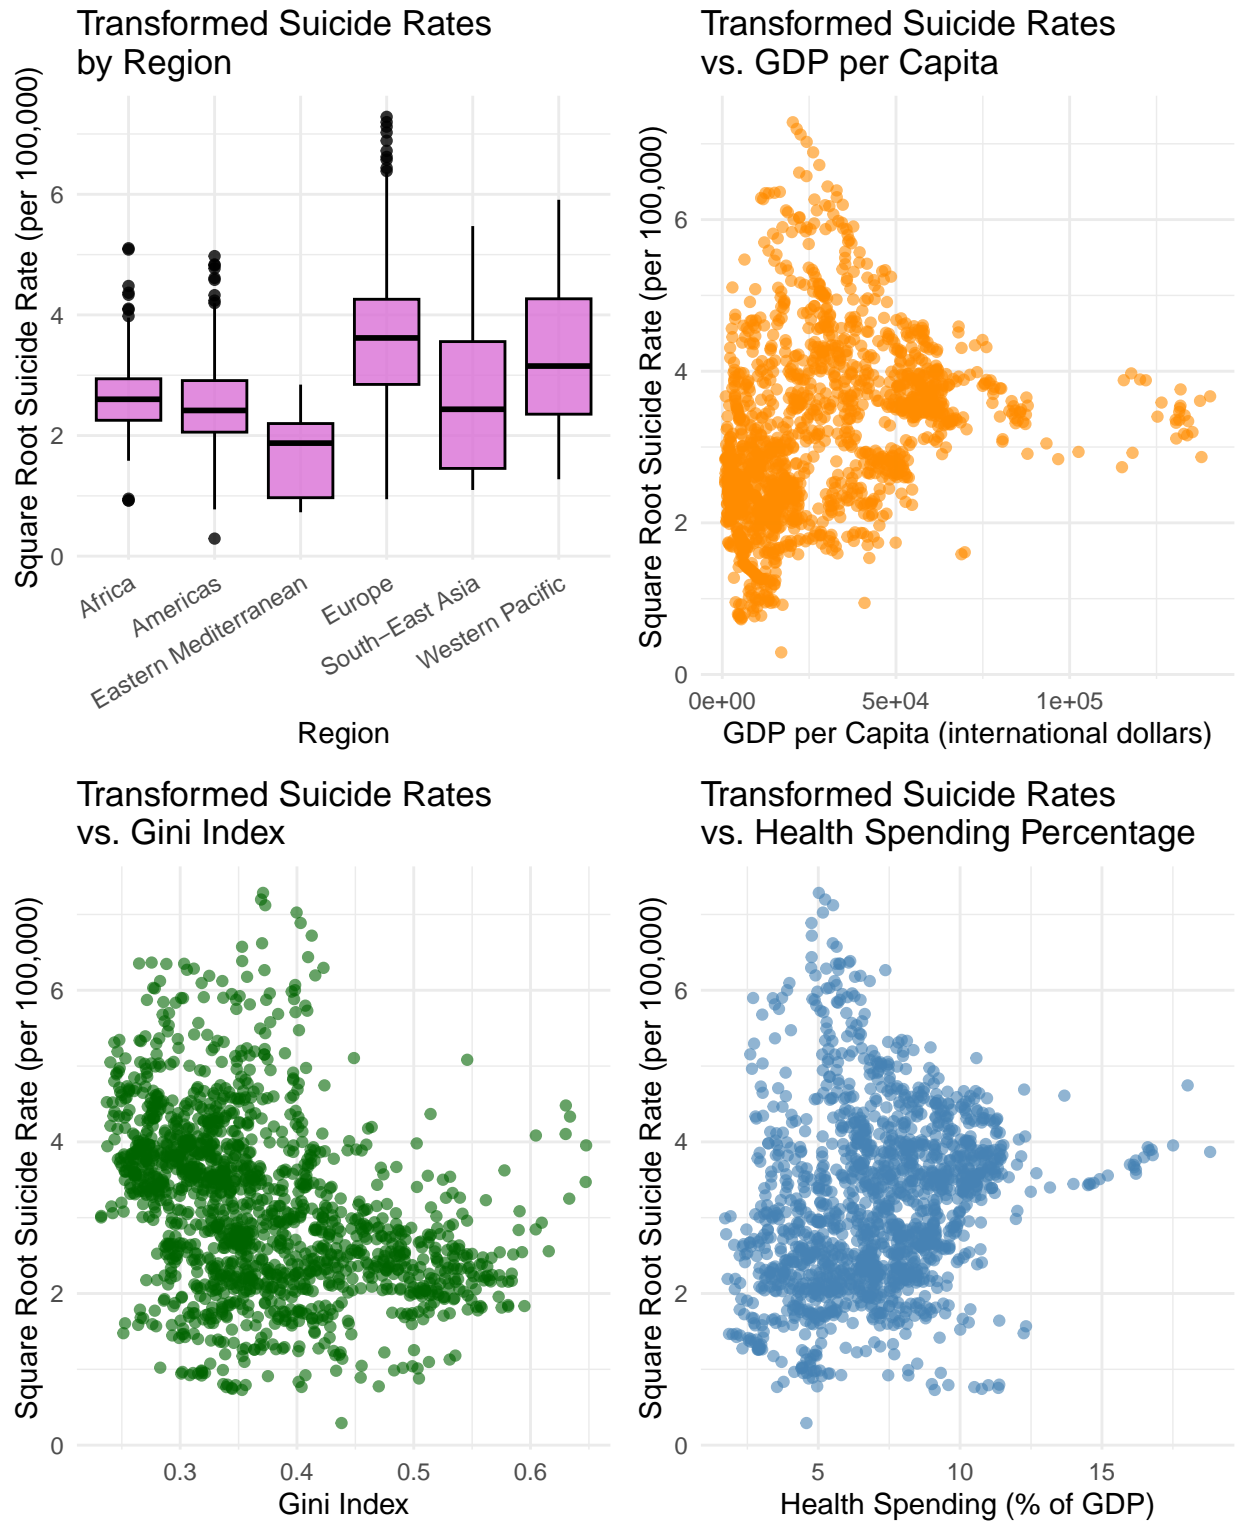 Transformed Suicide Rates
by Region
Square Root Suicide Rate (per 100,000)
6
4
2
0
Africa
Americas
Eastern Mediterranean
Europe
South−East Asia
Western Pacific
Region
Transformed Suicide Rates
vs. GDP per Capita
Square Root Suicide Rate (per 100,000)
6
4
2
0
0e+00
5e+04
1e+05
GDP per Capita (international dollars)
Transformed Suicide Rates
vs. Gini Index
Square Root Suicide Rate (per 100,000)
6
4
2
0
0.3
0.4
0.5
0.6
Gini Index
Transformed Suicide Rates
vs. Health Spending Percentage
Square Root Suicide Rate (per 100,000)
6
4
2
0
5
10
15
Health Spending (% of GDP)